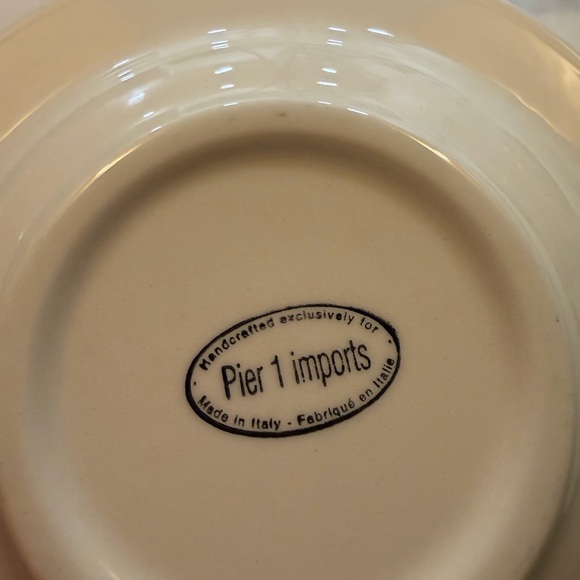 Handcrafted exclusively for
Pier 1 imports
Made in Italy - Fabriqué en Italie